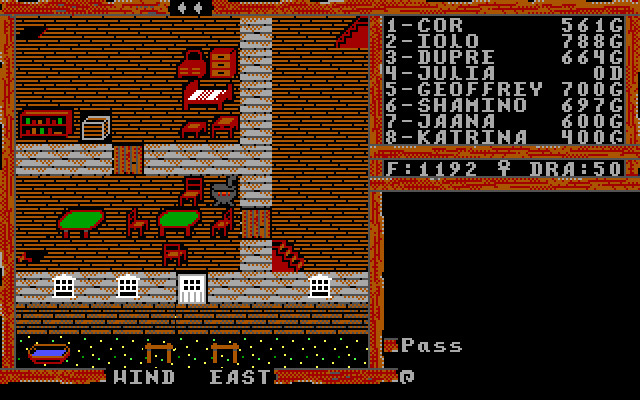 1-COR 561G
2-IOLO 788G
3-DUPRE 664G
4-JULIA 0D
5-GEOFFREY 700G
6-SHAMINO 697G
7-JAANA 600G
8-KATRINA 400G
F:1192 ♀ DRA:50
Pass
@
WIND EAST